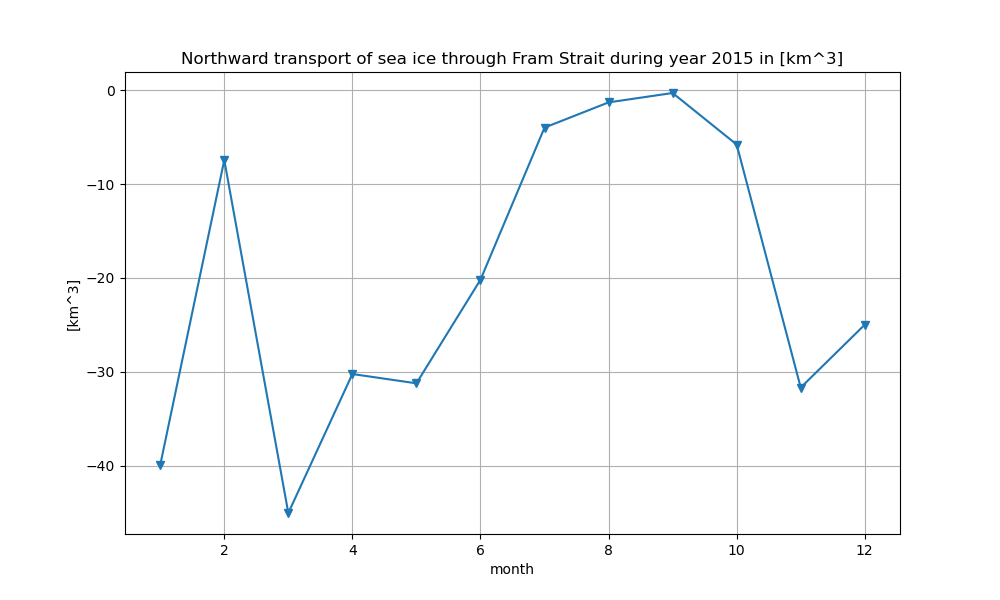 Northward transport of sea ice through Fram Strait during year 2015 in [km^3]
0
−10
−20
−30
−40
[km^3]
2 4 6 8 10 12
month